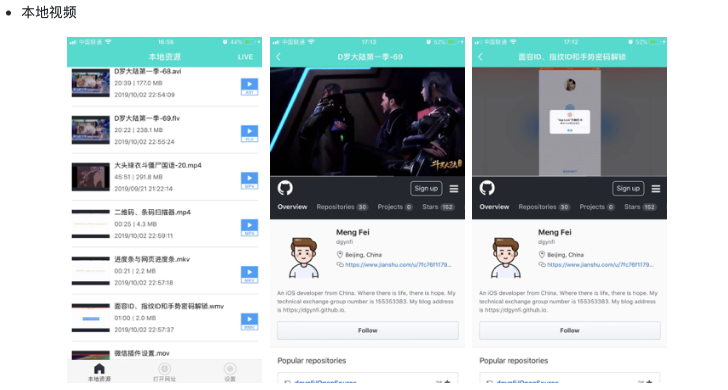 本地视频
中国联通
16:58
44%
本地资源
LIVE
D罗大陆第一季-68.avi
20:39 | 177.0 MB
2019/10/02 22:54:09
D罗大陆第一季-69.flv
20:22 | 238.1 MB
2019/10/02 22:55:24
大头绿衣斗僵尸国语-20.mp4
45:51 | 291.8 MB
2019/09/21 21:22:14
二维码、条码扫描器.mp4
00:25 | 4.3 MB
2019/10/02 22:59:11
进度条与网页进度条.mkv
00:21 | 2.2 MB
2019/10/02 22:57:18
面容ID、指纹ID和手势密码解锁.wmv
01:00 | 2.0 MB
2019/10/02 22:57:37
微信插件设置.mov
本地资源
打开网址
设置
中国联通
17:13
52%
D罗大陆第一季-69
Sign up
Overview Repositories 30 Projects 0 Stars 152
Meng Fei
dgynfi
Beijing, China
https://www.jianshu.com/u/7fc76f1179...
An iOS developer from China. Where there is life, there is hope. My
technical exchange group number is 155353383. My blog address
is https://dgynfi.github.io.
Follow
Popular repositories
dgynfi/OpenSource
中国联通
17:12
52%
面容ID、指纹ID和手势密码解锁
Sign up
Overview Repositories 30 Projects 0 Stars 152
Meng Fei
dgynfi
Beijing, China
https://www.jianshu.com/u/7fc76f1179...
An iOS developer from China. Where there is life, there is hope. My
technical exchange group number is 155353383. My blog address
is https://dgynfi.github.io.
Follow
Popular repositories
dgynfi/OpenSource